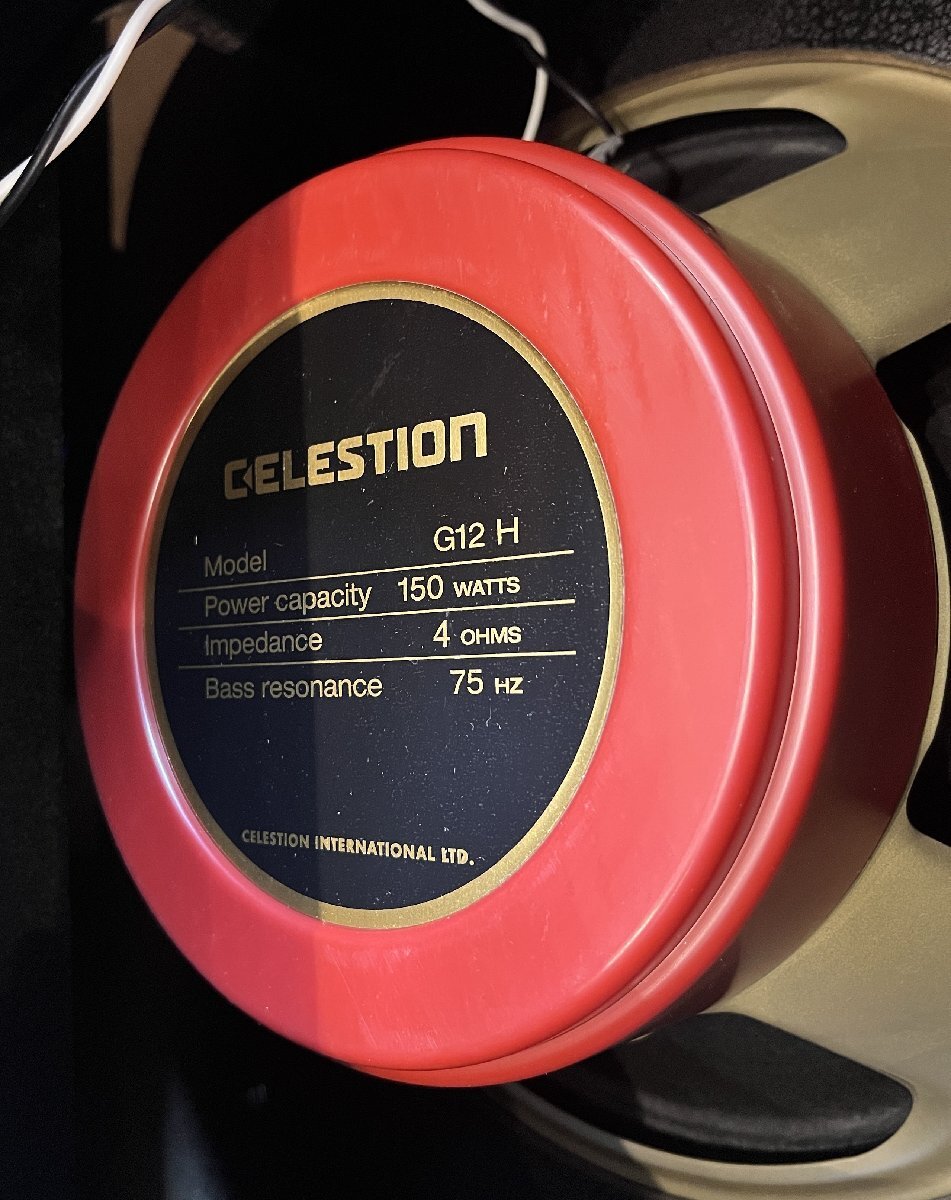 CELESTION
Model G12 H
Power capacity 150 WATTS
Impedance 4 OHMS
Bass resonance 75 HZ
CELESTION INTERNATIONAL LTD.